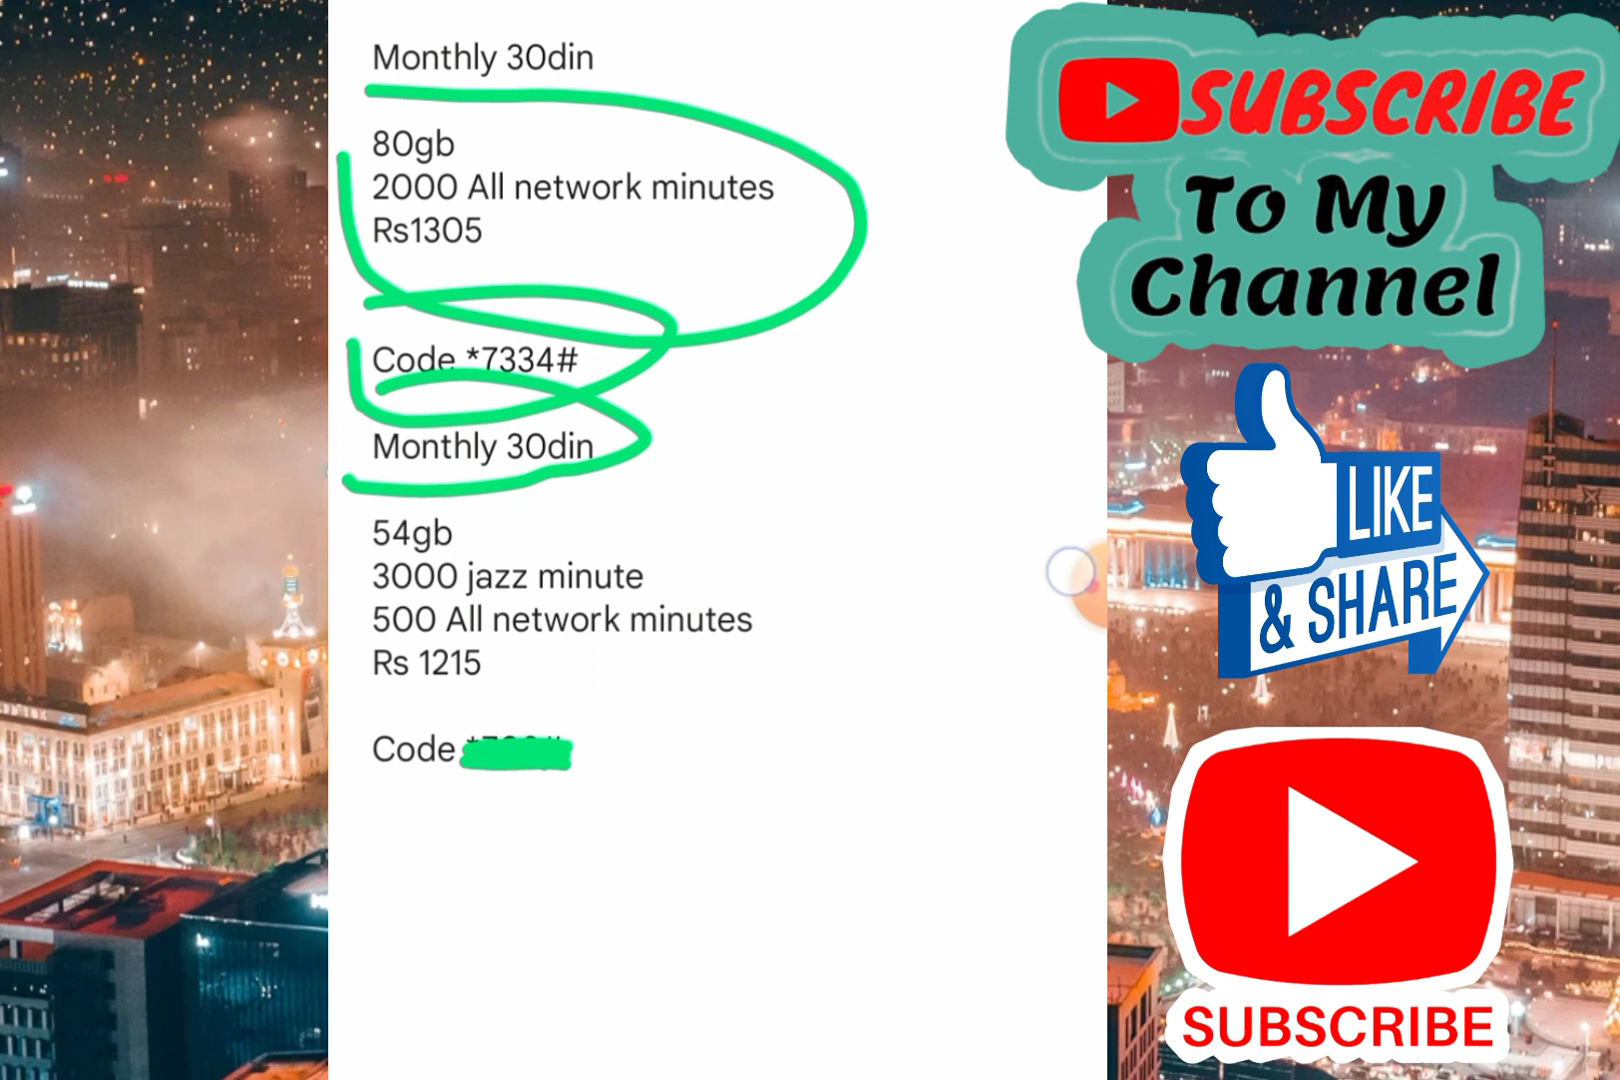 Monthly 30din
80gb
2000 All network minutes
Rs1305
Code *7334#
Monthly 30din
54gb
3000 jazz minute
500 All network minutes
Rs 1215
Code
SUBSCRIBE
To My
Channel
LIKE
& SHARE
SUBSCRIBE